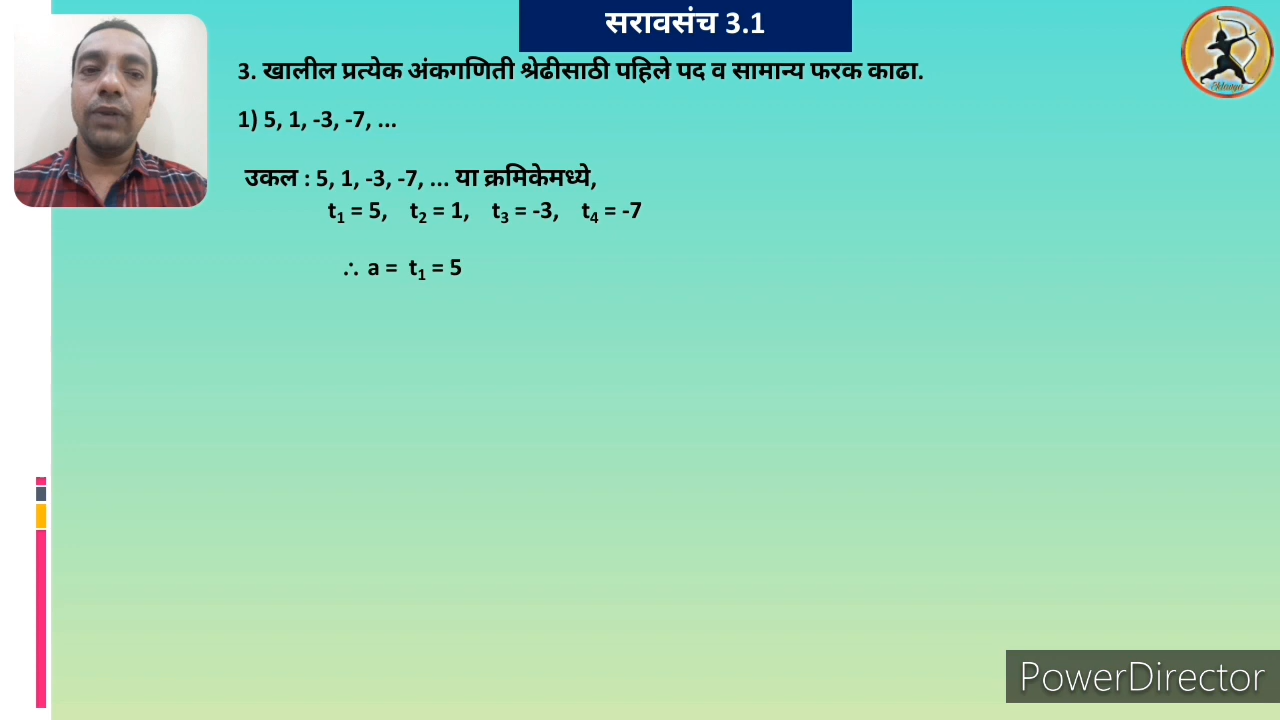 सरावसंच 3.1
3. खालील प्रत्येक अंकगणिती श्रेढीसाठी पहिले पद व सामान्य फरक काढा.
1) 5, 1, -3, -7, ...
उकल : 5, 1, -3, -7, ... या क्रमिकेमध्ये,
t₁ = 5, t₂ = 1, t₃ = -3, t₄ = -7
∴ a = t₁ = 5
PowerDirector